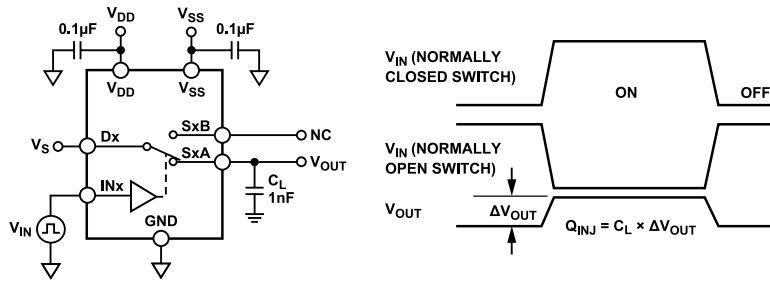 VDD
VSS
0.1µF
0.1µF
VDD
VSS
SxB
NC
VS
Dx
SxA
VOUT
INx
CL
1nF
VIN
GND
VIN (NORMALLY
CLOSED SWITCH)
ON
OFF
VIN (NORMALLY
OPEN SWITCH)
VOUT
ΔVOUT
QINJ = CL × ΔVOUT